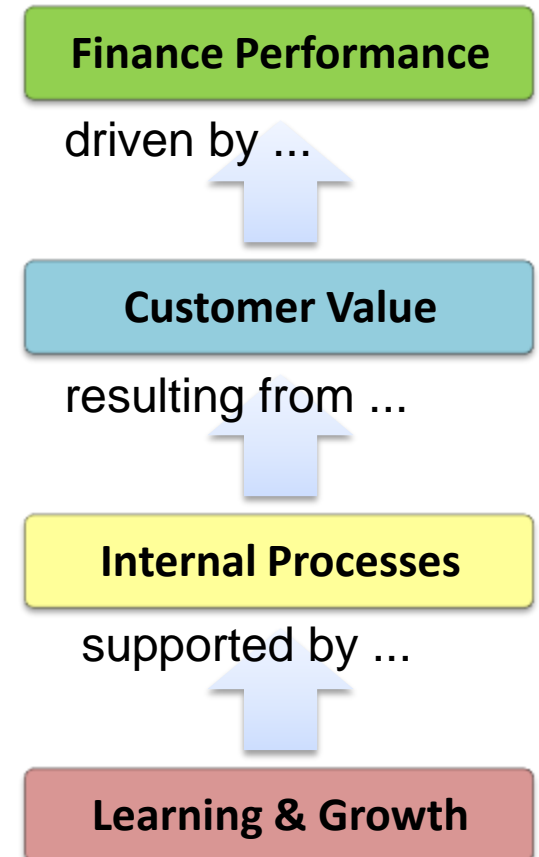 Finance Performance
driven by ...
Customer Value
resulting from ...
Internal Processes
supported by ...
Learning & Growth